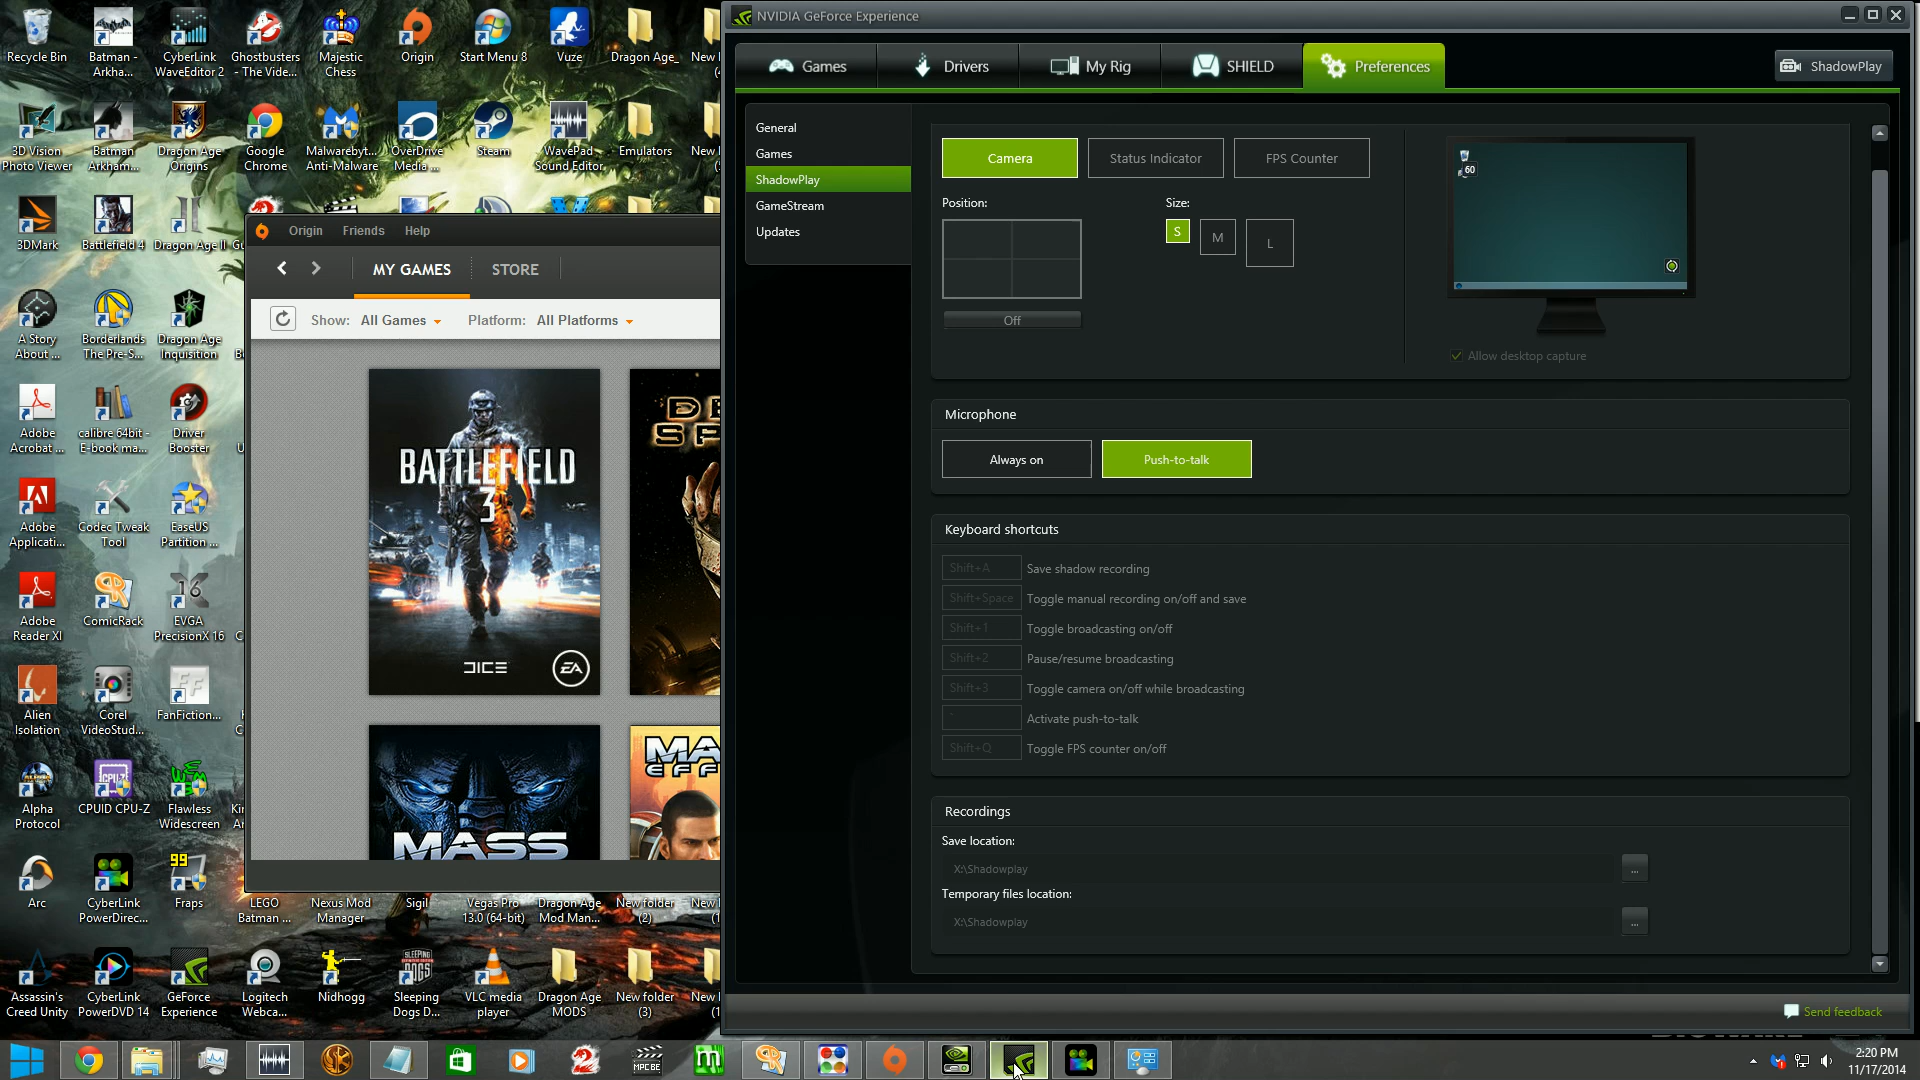 NVIDIA GeForce Experience
Games
Drivers
My Rig
SHIELD
Preferences
ShadowPlay
General
Games
ShadowPlay
GameStream
Updates
Camera
Status Indicator
FPS Counter
Position:
Size:
S
M
L
Off
60
Allow desktop capture
Microphone
Always on
Push-to-talk
Keyboard shortcuts
Shift+A Save shadow recording
Shift+Space Toggle manual recording on/off and save
Shift+1 Toggle broadcasting on/off
Shift+2 Pause/resume broadcasting
Shift+3 Toggle camera on/off while broadcasting
Activate push-to-talk
Shift+Q Toggle FPS counter on/off
Recordings
Save location:
X:\Shadowplay
...
Temporary files location:
X:\Shadowplay
...
Send feedback
Origin Friends Help
MY GAMES STORE
Show: All Games Platform: All Platforms
BATTLEFIELD
3
DICE
EA
MASS
Recycle Bin
Batman -
Arkha...
CyberLink
WaveEditor 2
Ghostbusters
- The Vide...
Majestic
Chess
Origin
Start Menu 8
Vuze
Dragon Age_
3D Vision
Photo Viewer
Batman
Arkham...
Dragon Age
Origins
Google
Chrome
Malwarebyt...
Anti-Malware
OverDrive
Media ...
Steam
WavePad
Sound Editor
Emulators
3DMark
Battlefield 4
Dragon Age II
A Story
About ...
Borderlands
The Pre-S...
Dragon Age
Inquisition
Adobe
Acrobat ...
calibre 64bit -
E-book ma...
Driver
Booster
Adobe
Applicati...
Codec Tweak
Tool
EaseUS
Partition ...
Adobe
Reader XI
ComicRack
16
EVGA
PrecisionX 16
Alien
Isolation
Corel
VideoStud...
FF
FanFiction...
Alpha
Protocol
CPU-Z
CPUID CPU-Z
Flawless
Widescreen
Arc
CyberLink
PowerDirec...
99
Fraps
LEGO
Batman ...
Nexus Mod
Manager
Sigil
Vegas Pro
13.0 (64-bit)
Dragon Age
Mod Man...
New folder
(2)
Assassin's
Creed Unity
CyberLink
PowerDVD 14
GeForce
Experience
Logitech
Webca...
Nidhogg
SLEEPING
DOGS
Sleeping
Dogs D...
VLC media
player
Dragon Age
MODS
New folder
(3)
MPC BE
2:20 PM
11/17/2014